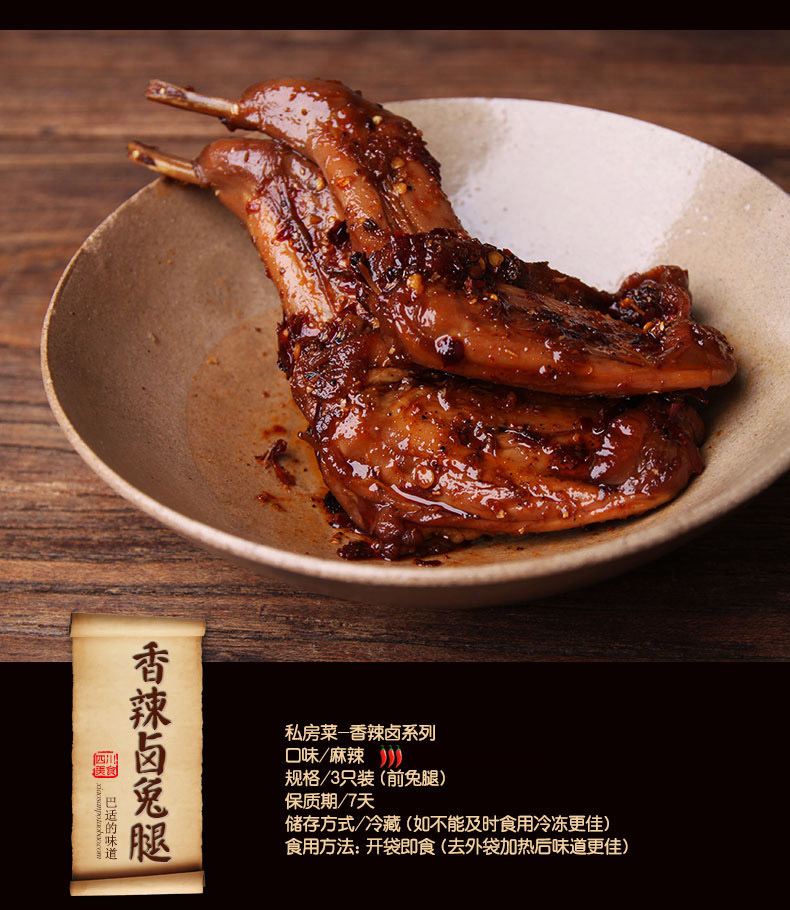 香辣卤兔腿
四川
美食
巴适的味道
私房菜-香辣卤系列
口味/麻辣
规格/3只装（前兔腿）
保质期/7天
储存方式/冷藏（如不能及时食用冷冻更佳）
食用方法：开袋即食（去外袋加热后味道更佳）